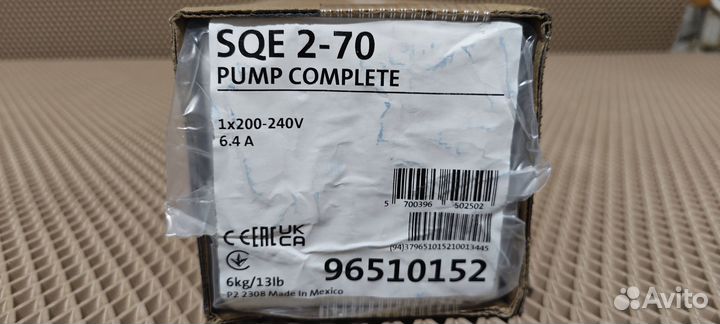 SQE 2-70
PUMP COMPLETE
1x200-240V
6.4 A
5 700396 502502
(94)379651015210013445
CE EAC UK CA
96510152
6kg/13lb
P2 2308 Made In Mexico
Avito